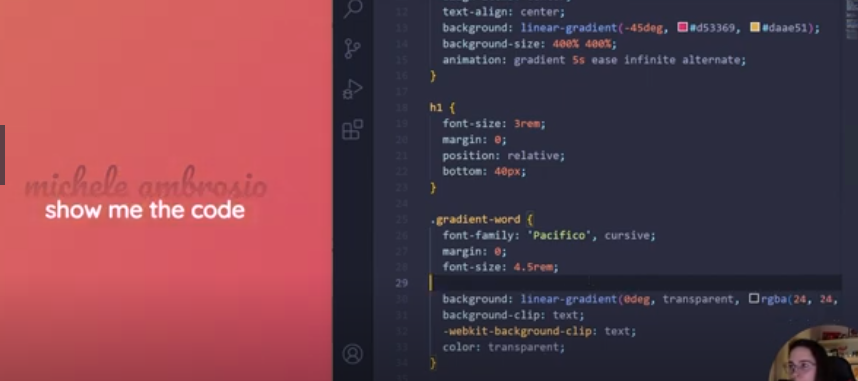 michele ambrosio
show me the code
12 text-align: center;
13 background: linear-gradient(-45deg, #d53369, #daae51);
14 background-size: 400% 400%;
15 animation: gradient 5s ease infinite alternate;
16 }
17
18 h1 {
19 font-size: 3rem;
20 margin: 0;
21 position: relative;
22 bottom: 40px;
23 }
24
25 .gradient-word {
26 font-family: 'Pacifico', cursive;
27 margin: 0;
28 font-size: 4.5rem;
29
30 background: linear-gradient(0deg, transparent, rgba(24, 24,
31 background-clip: text;
32 -webkit-background-clip: text;
33 color: transparent;
34 }